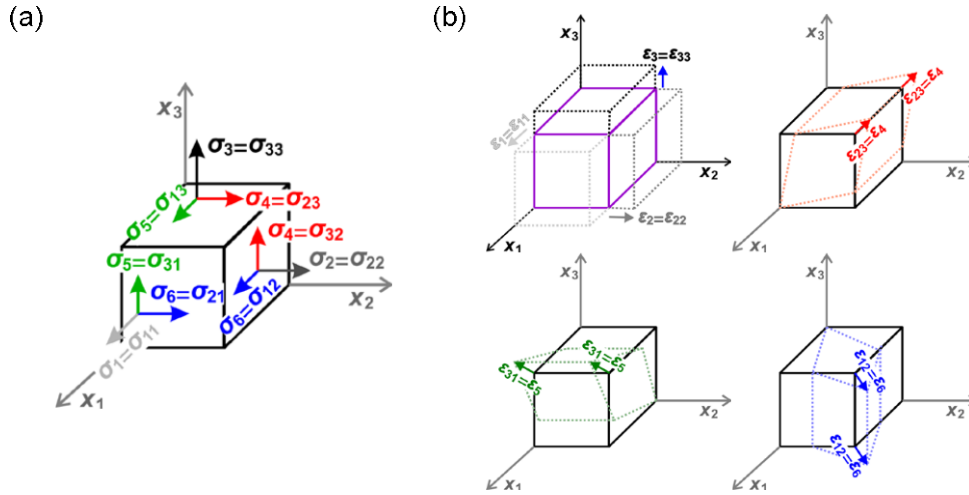 (a)
x3
σ3=σ33
σ5=σ13
σ4=σ23
σ4=σ32
σ5=σ31
σ2=σ22
σ6=σ21
σ6=σ12
x2
σ1=σ11
x1
(b)
x3
ε3=ε33
ε1=ε11
x2
ε2=ε22
x1
x3
ε23=ε4
ε23=ε4
x2
x1
x3
ε31=ε5
ε31=ε5
x2
x1
x3
ε12=ε6
x2
ε12=ε6
x1